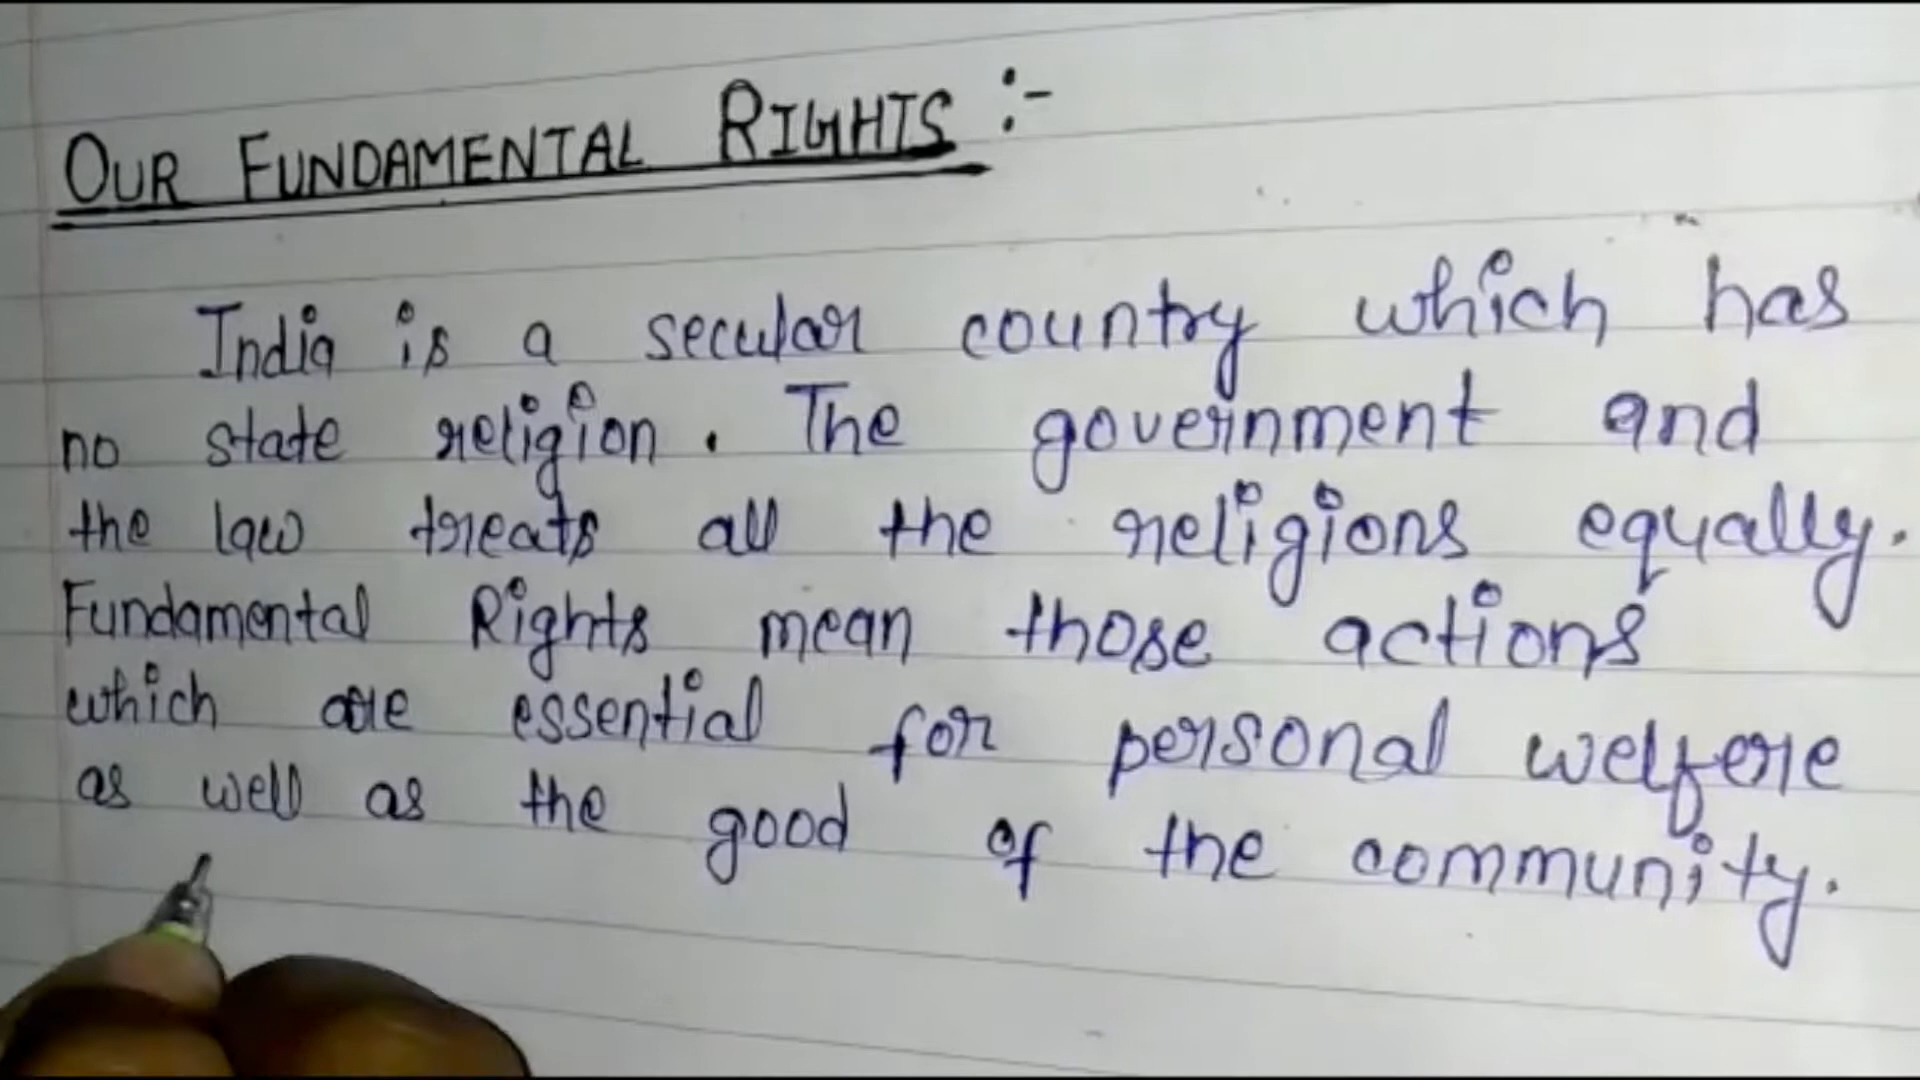 OUR FUNDAMENTAL RIGHTS :-
India is a secular country which has
no state religion. The government and
the law treats all the religions equally.
Fundamental Rights mean those actions
which are essential for personal welfere
as well as the good of the community.